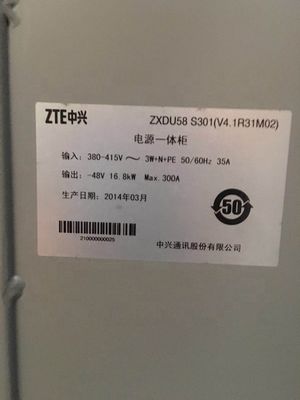 ZTE中兴 ZXDU58 S301(V4.1R31M02)
电源一体柜
输入: 380-415V～ 3W+N+PE 50/60Hz 35A
输出: -48V 16.8kW Max.300A
生产日期: 2014年03月
50
210000000025
中兴通讯股份有限公司